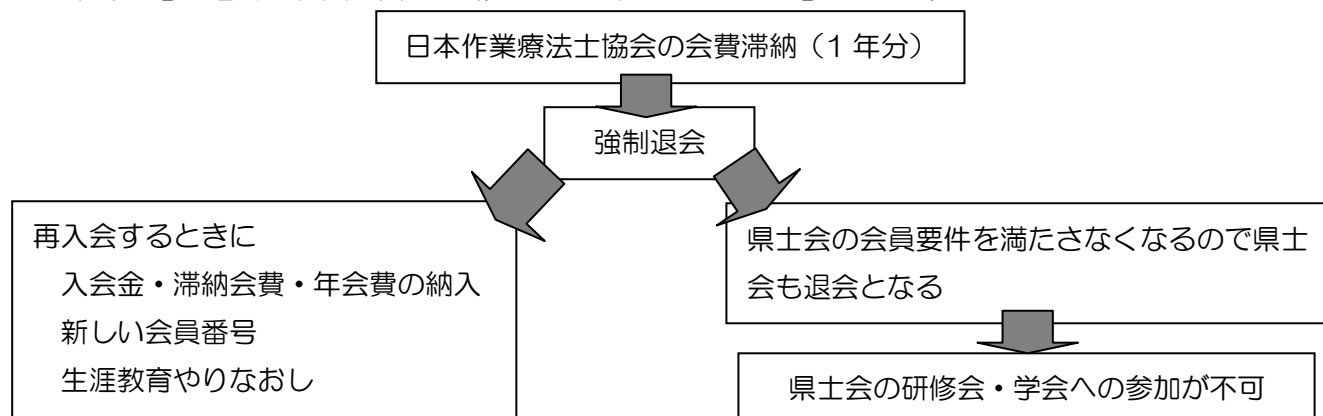 日本作業療法士協会の会費滞納（1 年分）
強制退会
再入会するときに
入会金・滞納会費・年会費の納入
新しい会員番号
生涯教育やりなおし
県士会の会員要件を満たさなくなるので県士
会も退会となる
県士会の研修会・学会への参加が不可